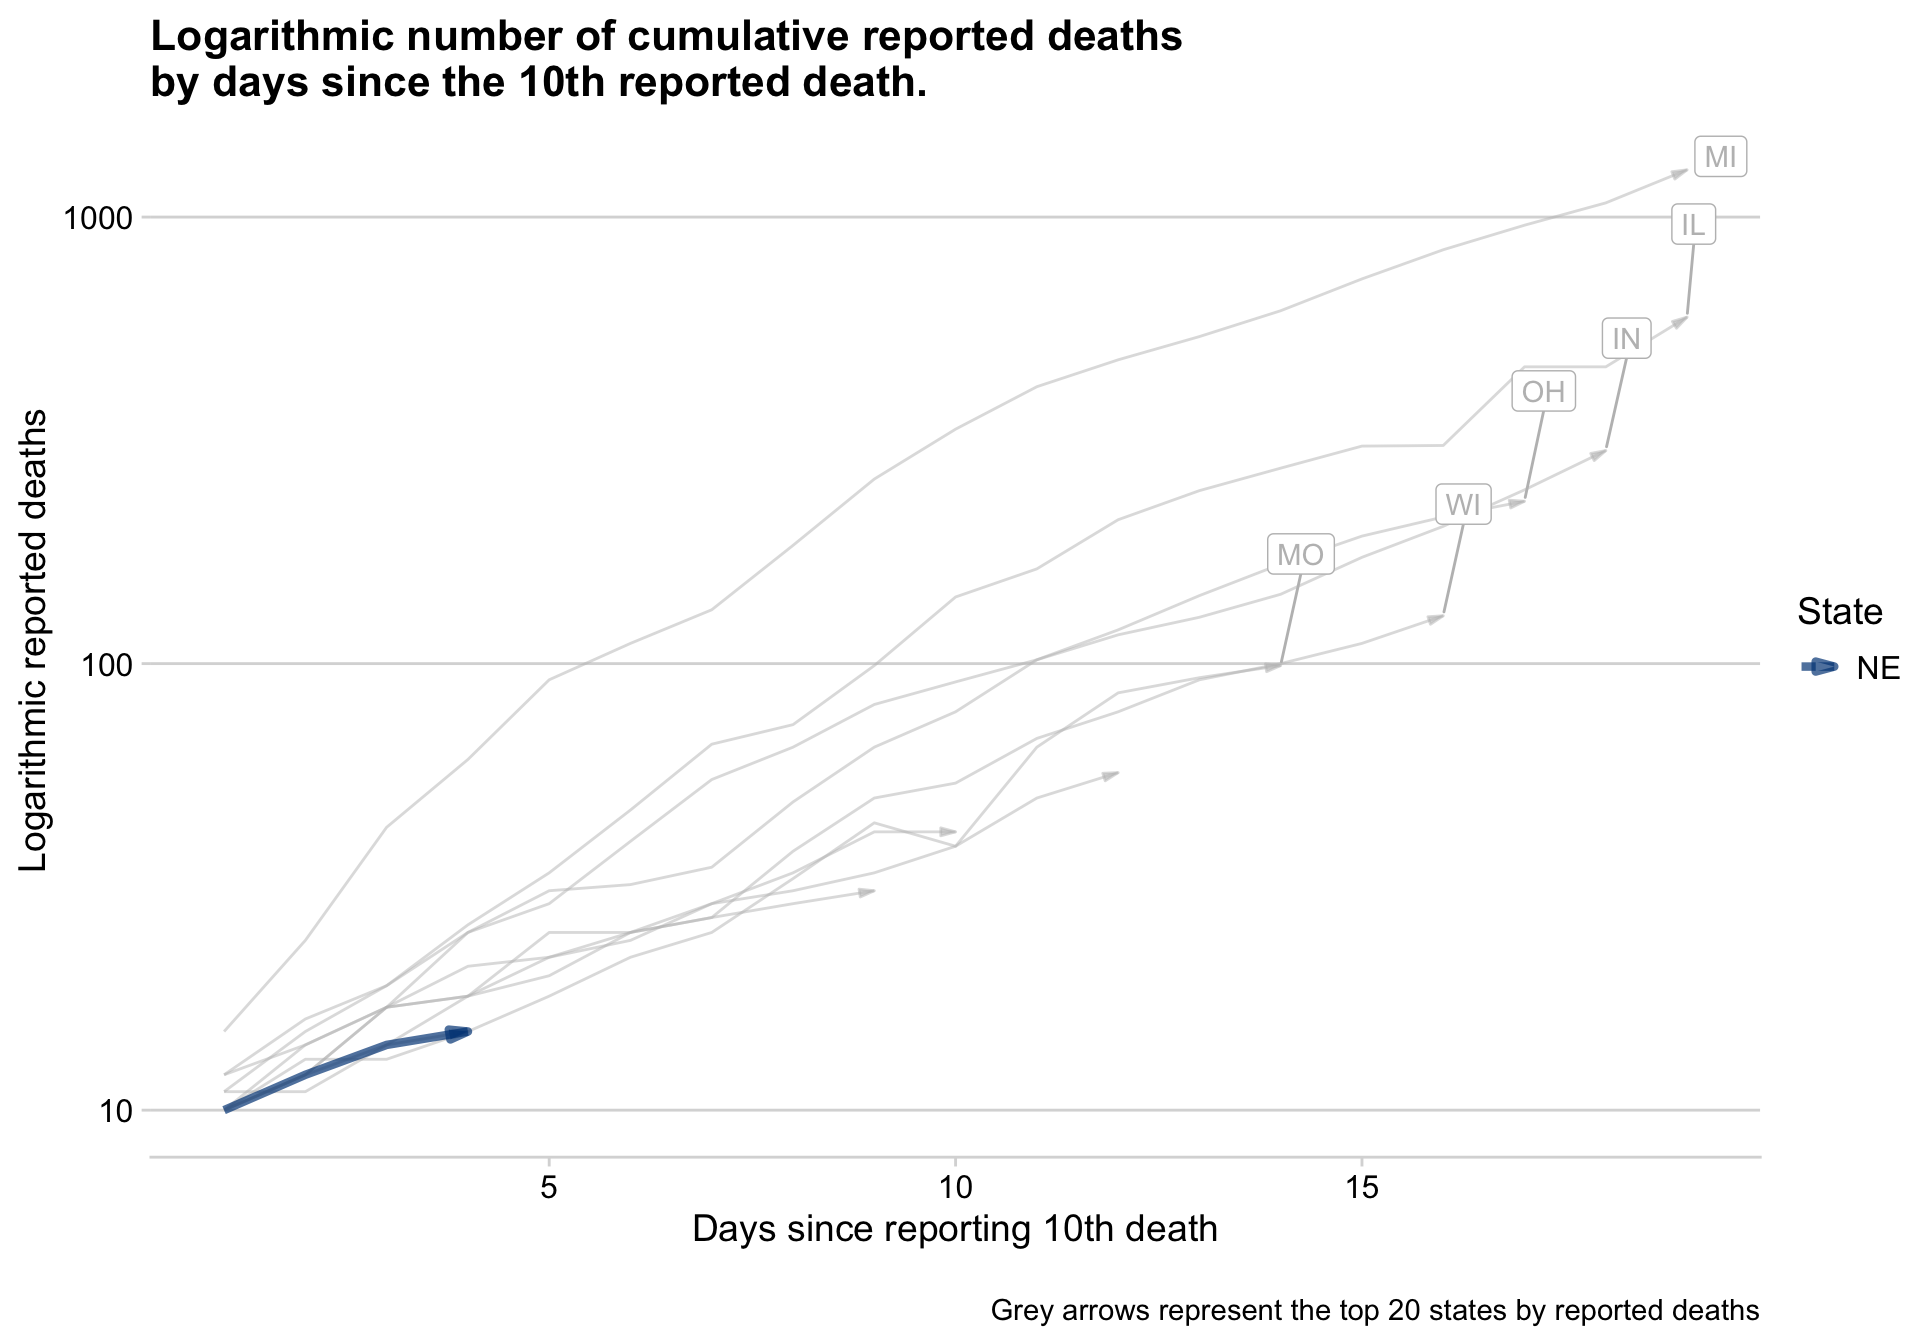 Logarithmic number of cumulative reported deaths
by days since the 10th reported death.
MI
1000
IL
IN
OH
WI
MO
Logarithmic reported deaths
State
NE
100
10
5
10
15
Days since reporting 10th death
Grey arrows represent the top 20 states by reported deaths